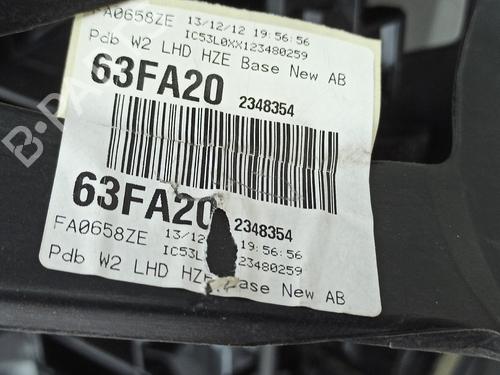 FA0658ZE 13/12/12 19:56:56
IC53L0XX123480259
Pdb W2 LHD HZE Base New AB
63FA20 2348354
63FA20 2348354
FA0658ZE 13/12 19:56:56
IC53L 23480259
Pdb W2 LHD HZE Base New AB